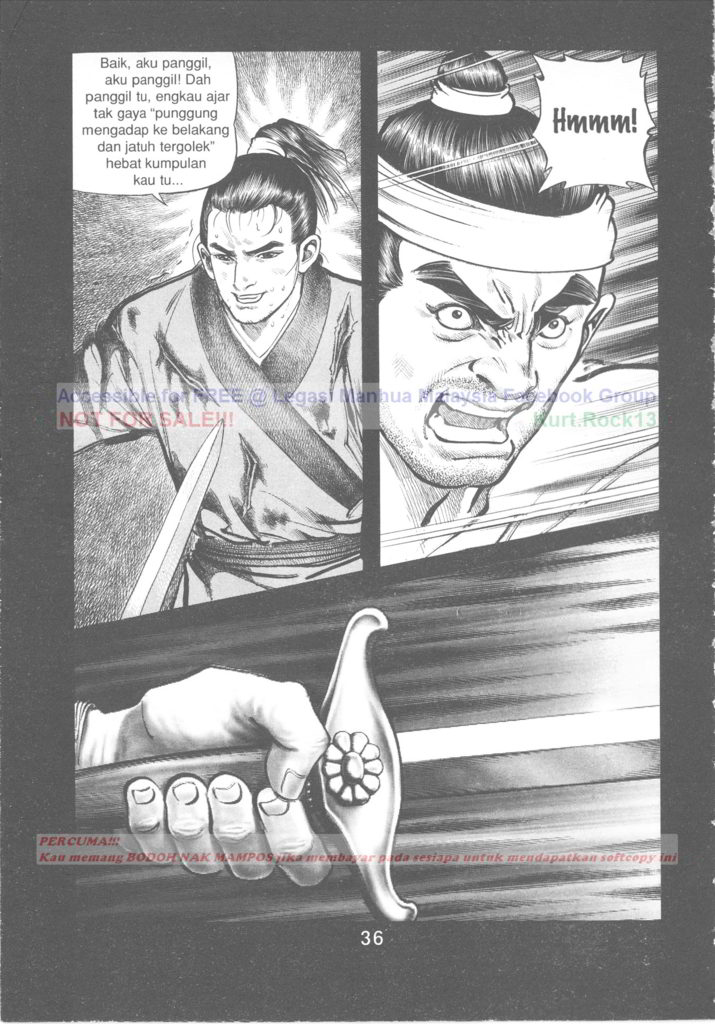 Baik, aku panggil,
aku panggil! Dah
panggil tu, engkau ajar
tak gaya “punggung
mengadap ke belakang
dan jatuh tergolek”
hebat kumpulan
kau tu...
Hmmm!
Accessible for FREE @ Legasi Manhua Malaysia Facebook Group
NOT FOR SALE!!!
Kurt.Rock13
PERCUMA!!!
Kau memang BODOH NAK MAMPOS jika membayar pada sesiapa untuk mendapatkan softcopy ini
36